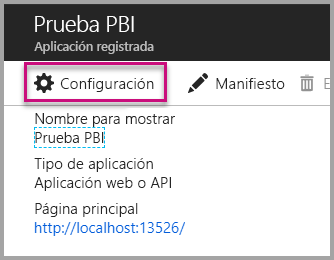 Prueba PBI
Aplicación registrada
Configuración Manifiesto
Nombre para mostrar
Prueba PBI
Tipo de aplicación
Aplicación web o API
Página principal
http://localhost:13526/